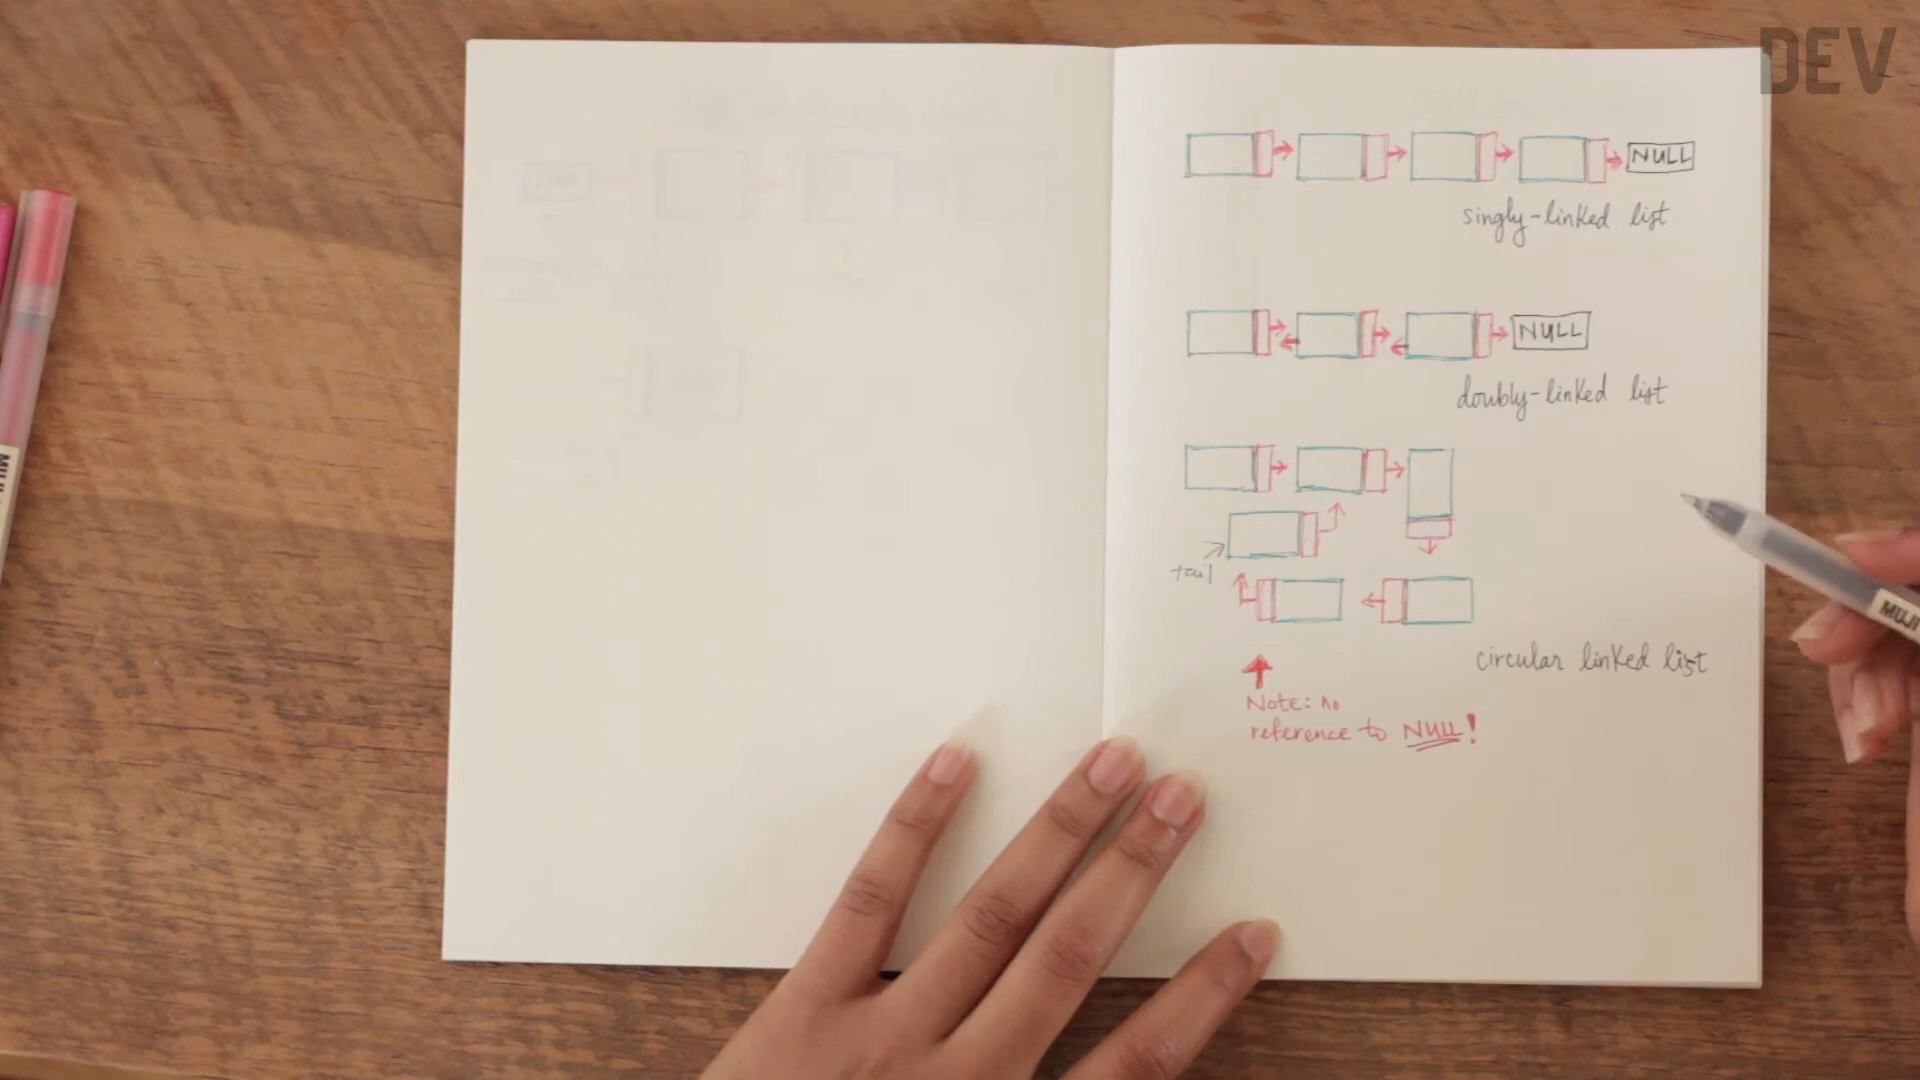 DEV
NULL
singly-linked list
NULL
doubly-linked list
tail
circular linked list
Note: no
reference to NULL!
MUJI